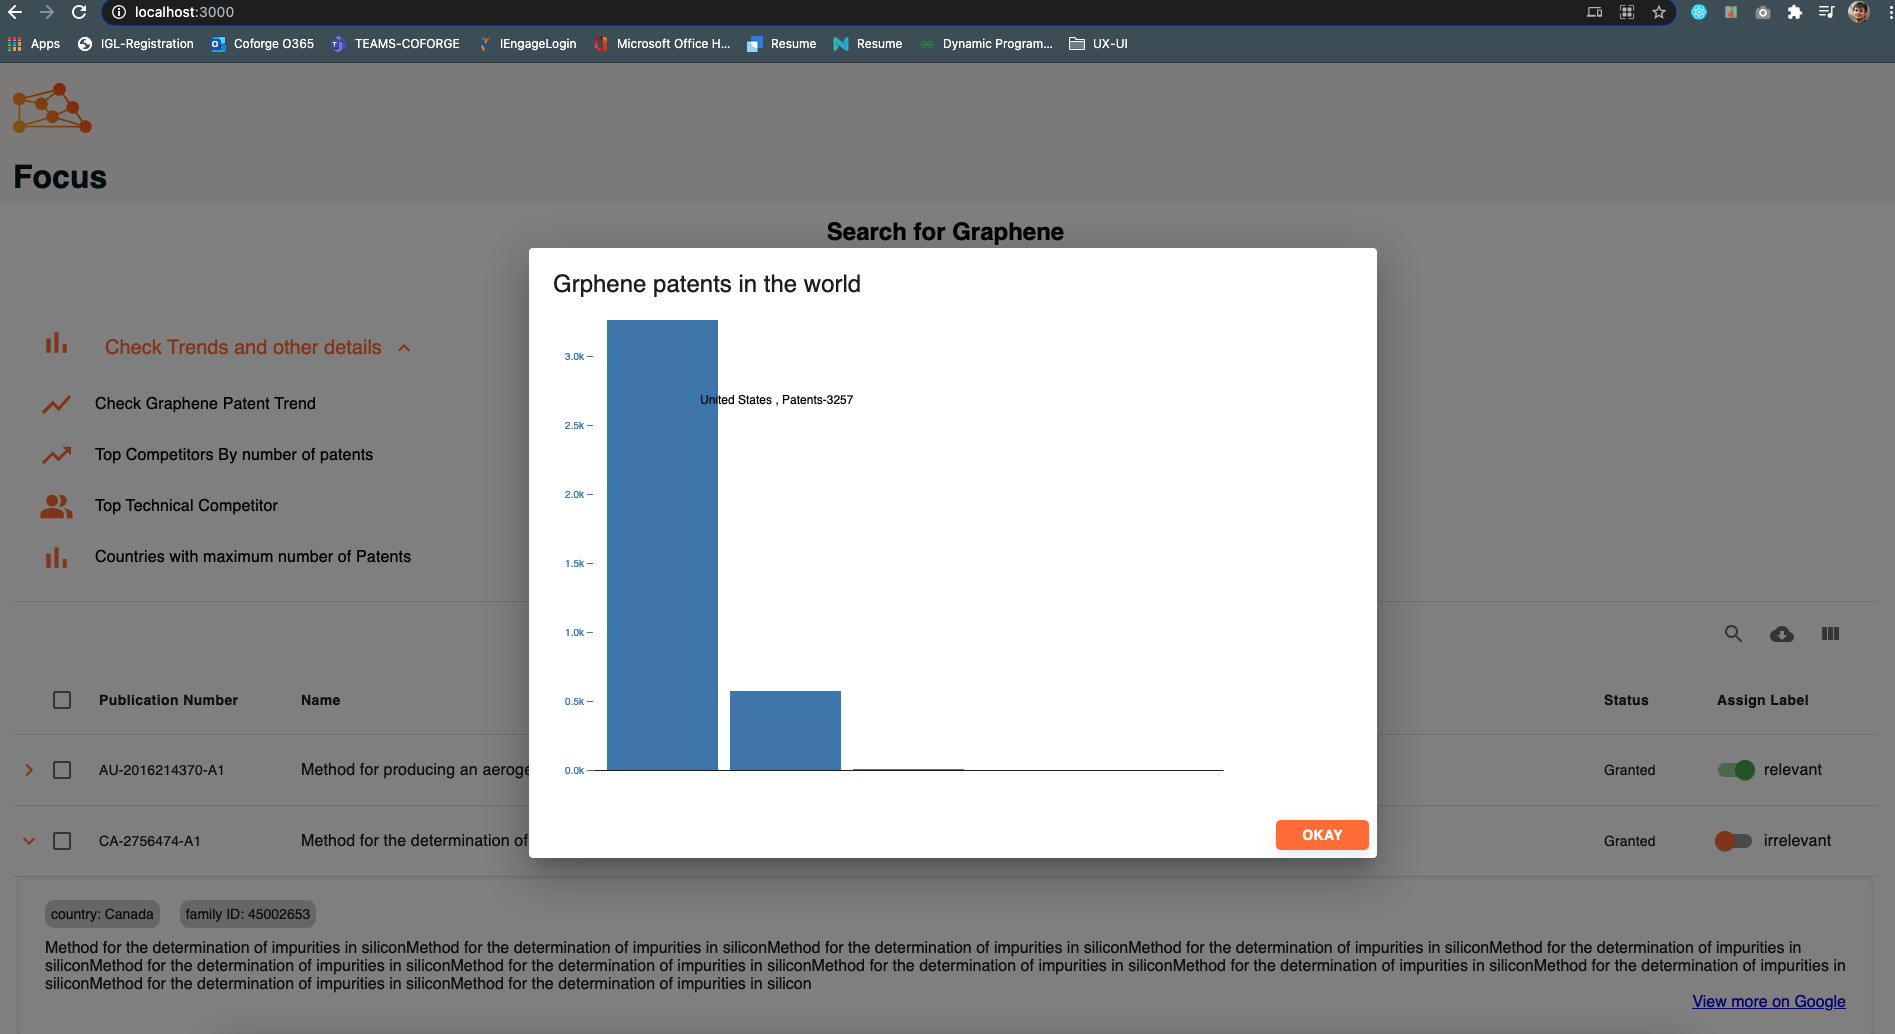 localhost:3000
Apps IGL-Registration Coforge O365 TEAMS-COFORGE IEngageLogin Microsoft Office H... Resume Resume Dynamic Program... UX-UI
Focus
Search for Graphene
Check Trends and other details
Check Graphene Patent Trend
Top Competitors By number of patents
Top Technical Competitor
Countries with maximum number of Patents
Grphene patents in the world
3.0k
United States , Patents-3257
2.5k
2.0k
1.5k
1.0k
0.5k
0.0k
OKAY
Publication Number Name Status Assign Label
AU-2016214370-A1 Method for producing an aeroge Granted relevant
CA-2756474-A1 Method for the determination of Granted irrelevant
country: Canada family ID: 45002653
Method for the determination of impurities in siliconMethod for the determination of impurities in siliconMethod for the determination of impurities in siliconMethod for the determination of impurities in siliconMethod for the determination of impurities in
siliconMethod for the determination of impurities in siliconMethod for the determination of impurities in siliconMethod for the determination of impurities in siliconMethod for the determination of impurities in siliconMethod for the determination of impurities in
siliconMethod for the determination of impurities in siliconMethod for the determination of impurities in silicon
View more on Google